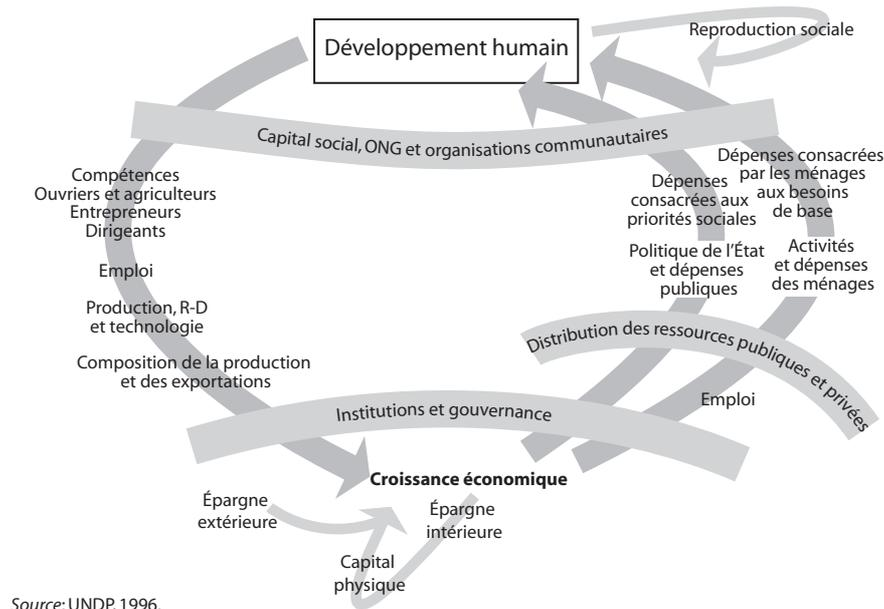 Développement humain
Reproduction sociale
Capital social, ONG et organisations communautaires
Compétences
Ouvriers et agriculteurs
Entrepreneurs
Dirigeants
Emploi
Production, R-D
et technologie
Composition de la production
et des exportations
Dépenses
consacrées aux
priorités sociales
Politique de l'État
et dépenses
publiques
Dépenses consacrées
par les ménages
aux besoins
de base
Activités
et dépenses
des ménages
Distribution des ressources publiques et privées
Emploi
Institutions et gouvernance
Croissance économique
Épargne
extérieure
Épargne
intérieure
Capital
physique
Source: UNDP, 1996.